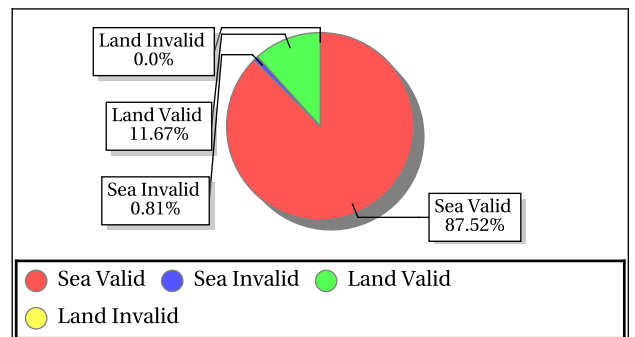 Land Invalid
0.0%
Land Valid
11.67%
Sea Invalid
0.81%
Sea Valid
87.52%
Sea Valid Sea Invalid Land Valid
Land Invalid